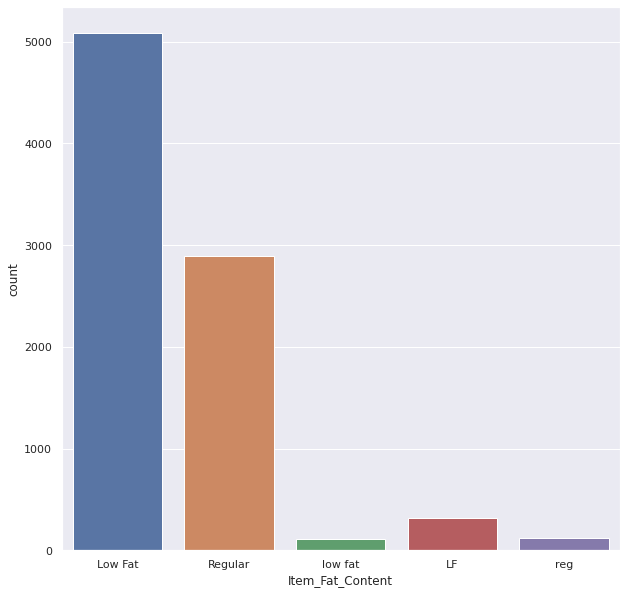 5000
4000
3000
2000
1000
0
count
Low Fat Regular low fat LF reg
Item_Fat_Content